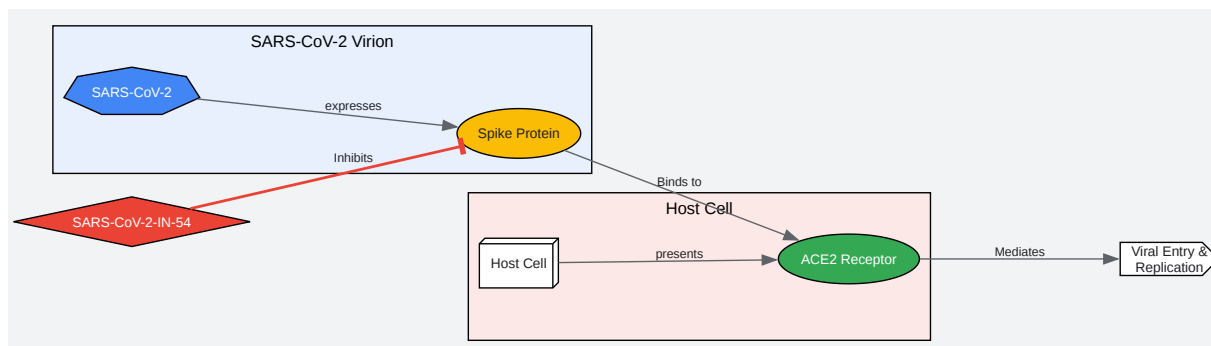 SARS-CoV-2 Virion
SARS-CoV-2
expresses
Spike Protein
Inhibits
SARS-CoV-2-IN-54
Binds to
Host Cell
Host Cell
presents
ACE2 Receptor
Mediates
Viral Entry &
Replication